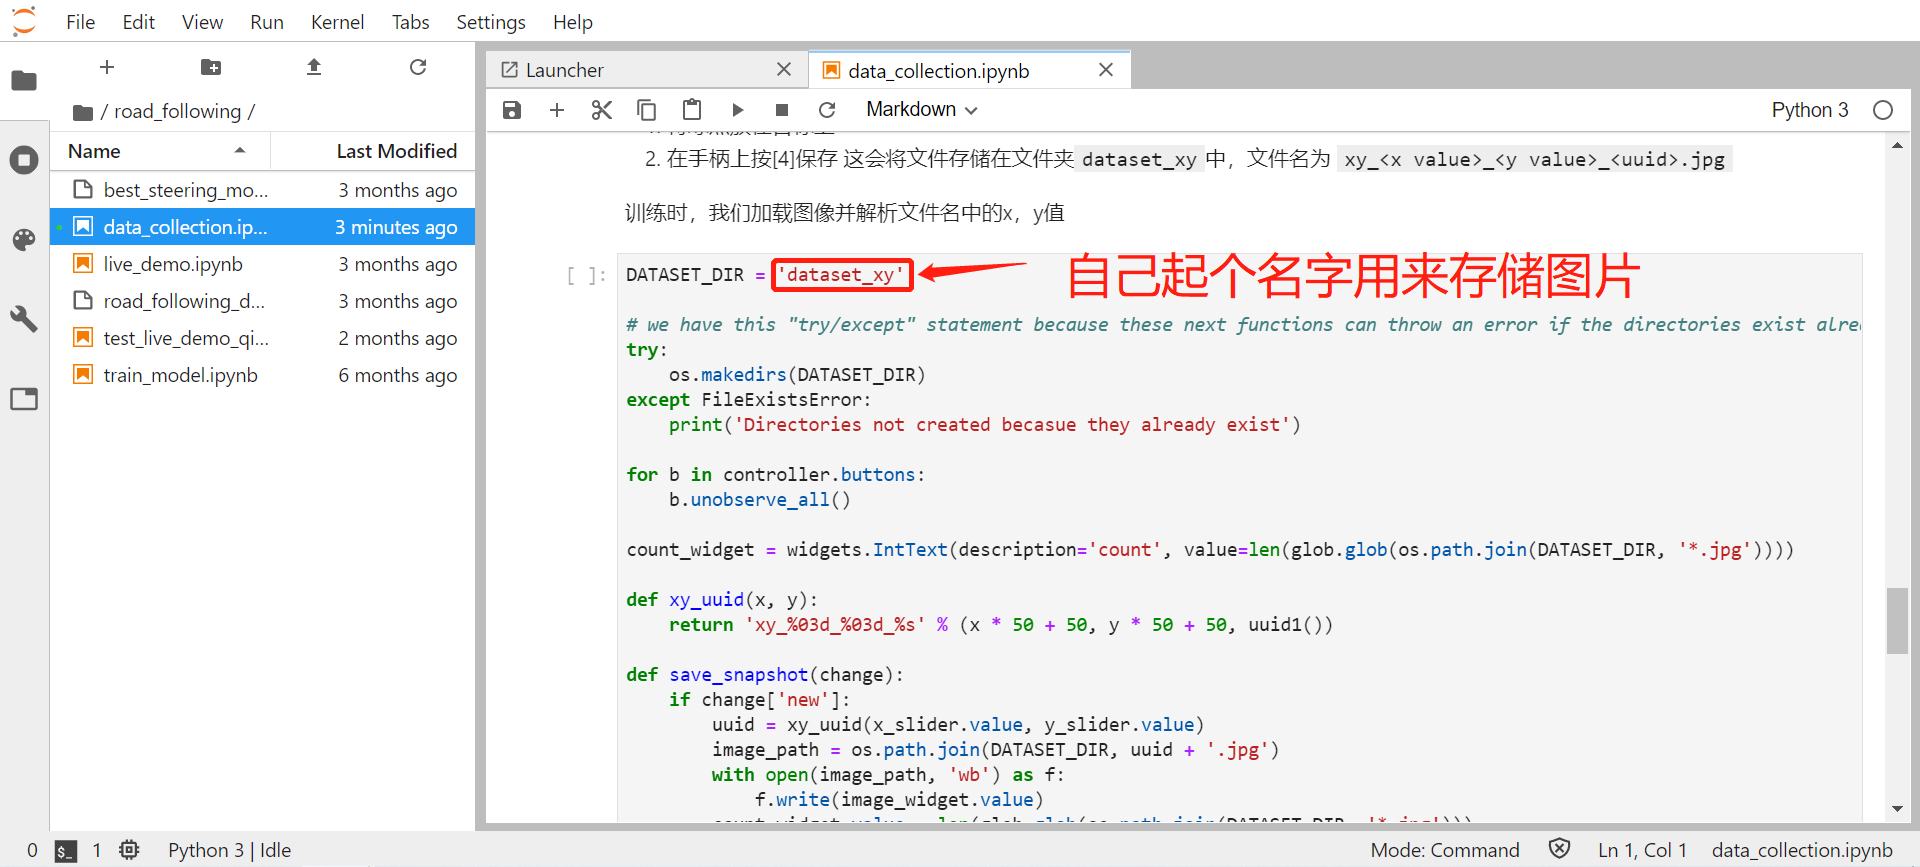 File Edit View Run Kernel Tabs Settings Help
Launcher
data_collection.ipynb
/ road_following /
Markdown
Python 3
Name Last Modified
best_steering_mo... 3 months ago
data_collection.ip... 3 minutes ago
live_demo.ipynb 3 months ago
road_following_d... 3 months ago
test_live_demo_qi... 2 months ago
train_model.ipynb 6 months ago
2. 在手柄上按[4]保存 这会将文件存储在文件夹 dataset_xy 中，文件名为 xy_<x value>_<y value>_<uuid>.jpg
训练时，我们加载图像并解析文件名中的x，y值
[ ]: DATASET_DIR = 'dataset_xy' 自己起个名字用来存储图片
# we have this "try/except" statement because these next functions can throw an error if the directories exist
try:
    os.makedirs(DATASET_DIR)
except FileExistsError:
    print('Directories not created becasue they already exist')
for b in controller.buttons:
    b.unobserve_all()
count_widget = widgets.IntText(description='count', value=len(glob.glob(os.path.join(DATASET_DIR, '*.jpg'))))
def xy_uuid(x, y):
    return 'xy_%03d_%03d_%s' % (x * 50 + 50, y * 50 + 50, uuid1())
def save_snapshot(change):
    if change['new']:
        uuid = xy_uuid(x_slider.value, y_slider.value)
        image_path = os.path.join(DATASET_DIR, uuid + '.jpg')
        with open(image_path, 'wb') as f:
            f.write(image_widget.value)
0 $_ 1 Python 3 | Idle Mode: Command Ln 1, Col 1 data_collection.ipynb